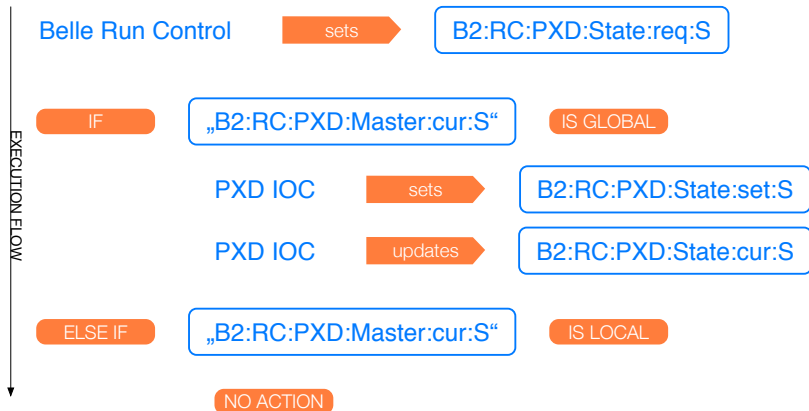 Belle Run Control sets B2:RC:PXD:State:req:S
IF „B2:RC:PXD:Master:cur:S“ IS GLOBAL
PXD IOC sets B2:RC:PXD:State:set:S
PXD IOC updates B2:RC:PXD:State:cur:S
ELSE IF „B2:RC:PXD:Master:cur:S“ IS LOCAL
NO ACTION
EXECUTION FLOW